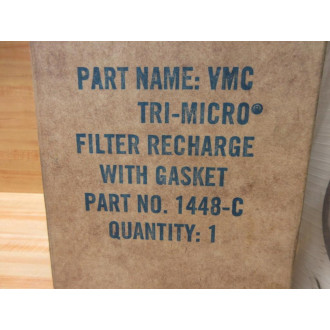 PART NAME: VMC
TRI-MICRO®
FILTER RECHARGE
WITH GASKET
PART NO. 1448-C
QUANTITY: 1